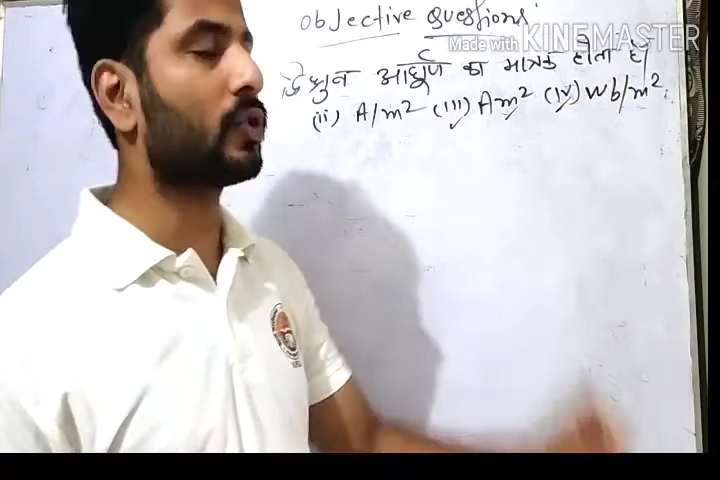 Objective Questions:
Made with KINEMASTER
ध्रुव आघूर्ण का मात्रक होता है।
(ii) A/m² (iii) Am² (iv) Wb/m².